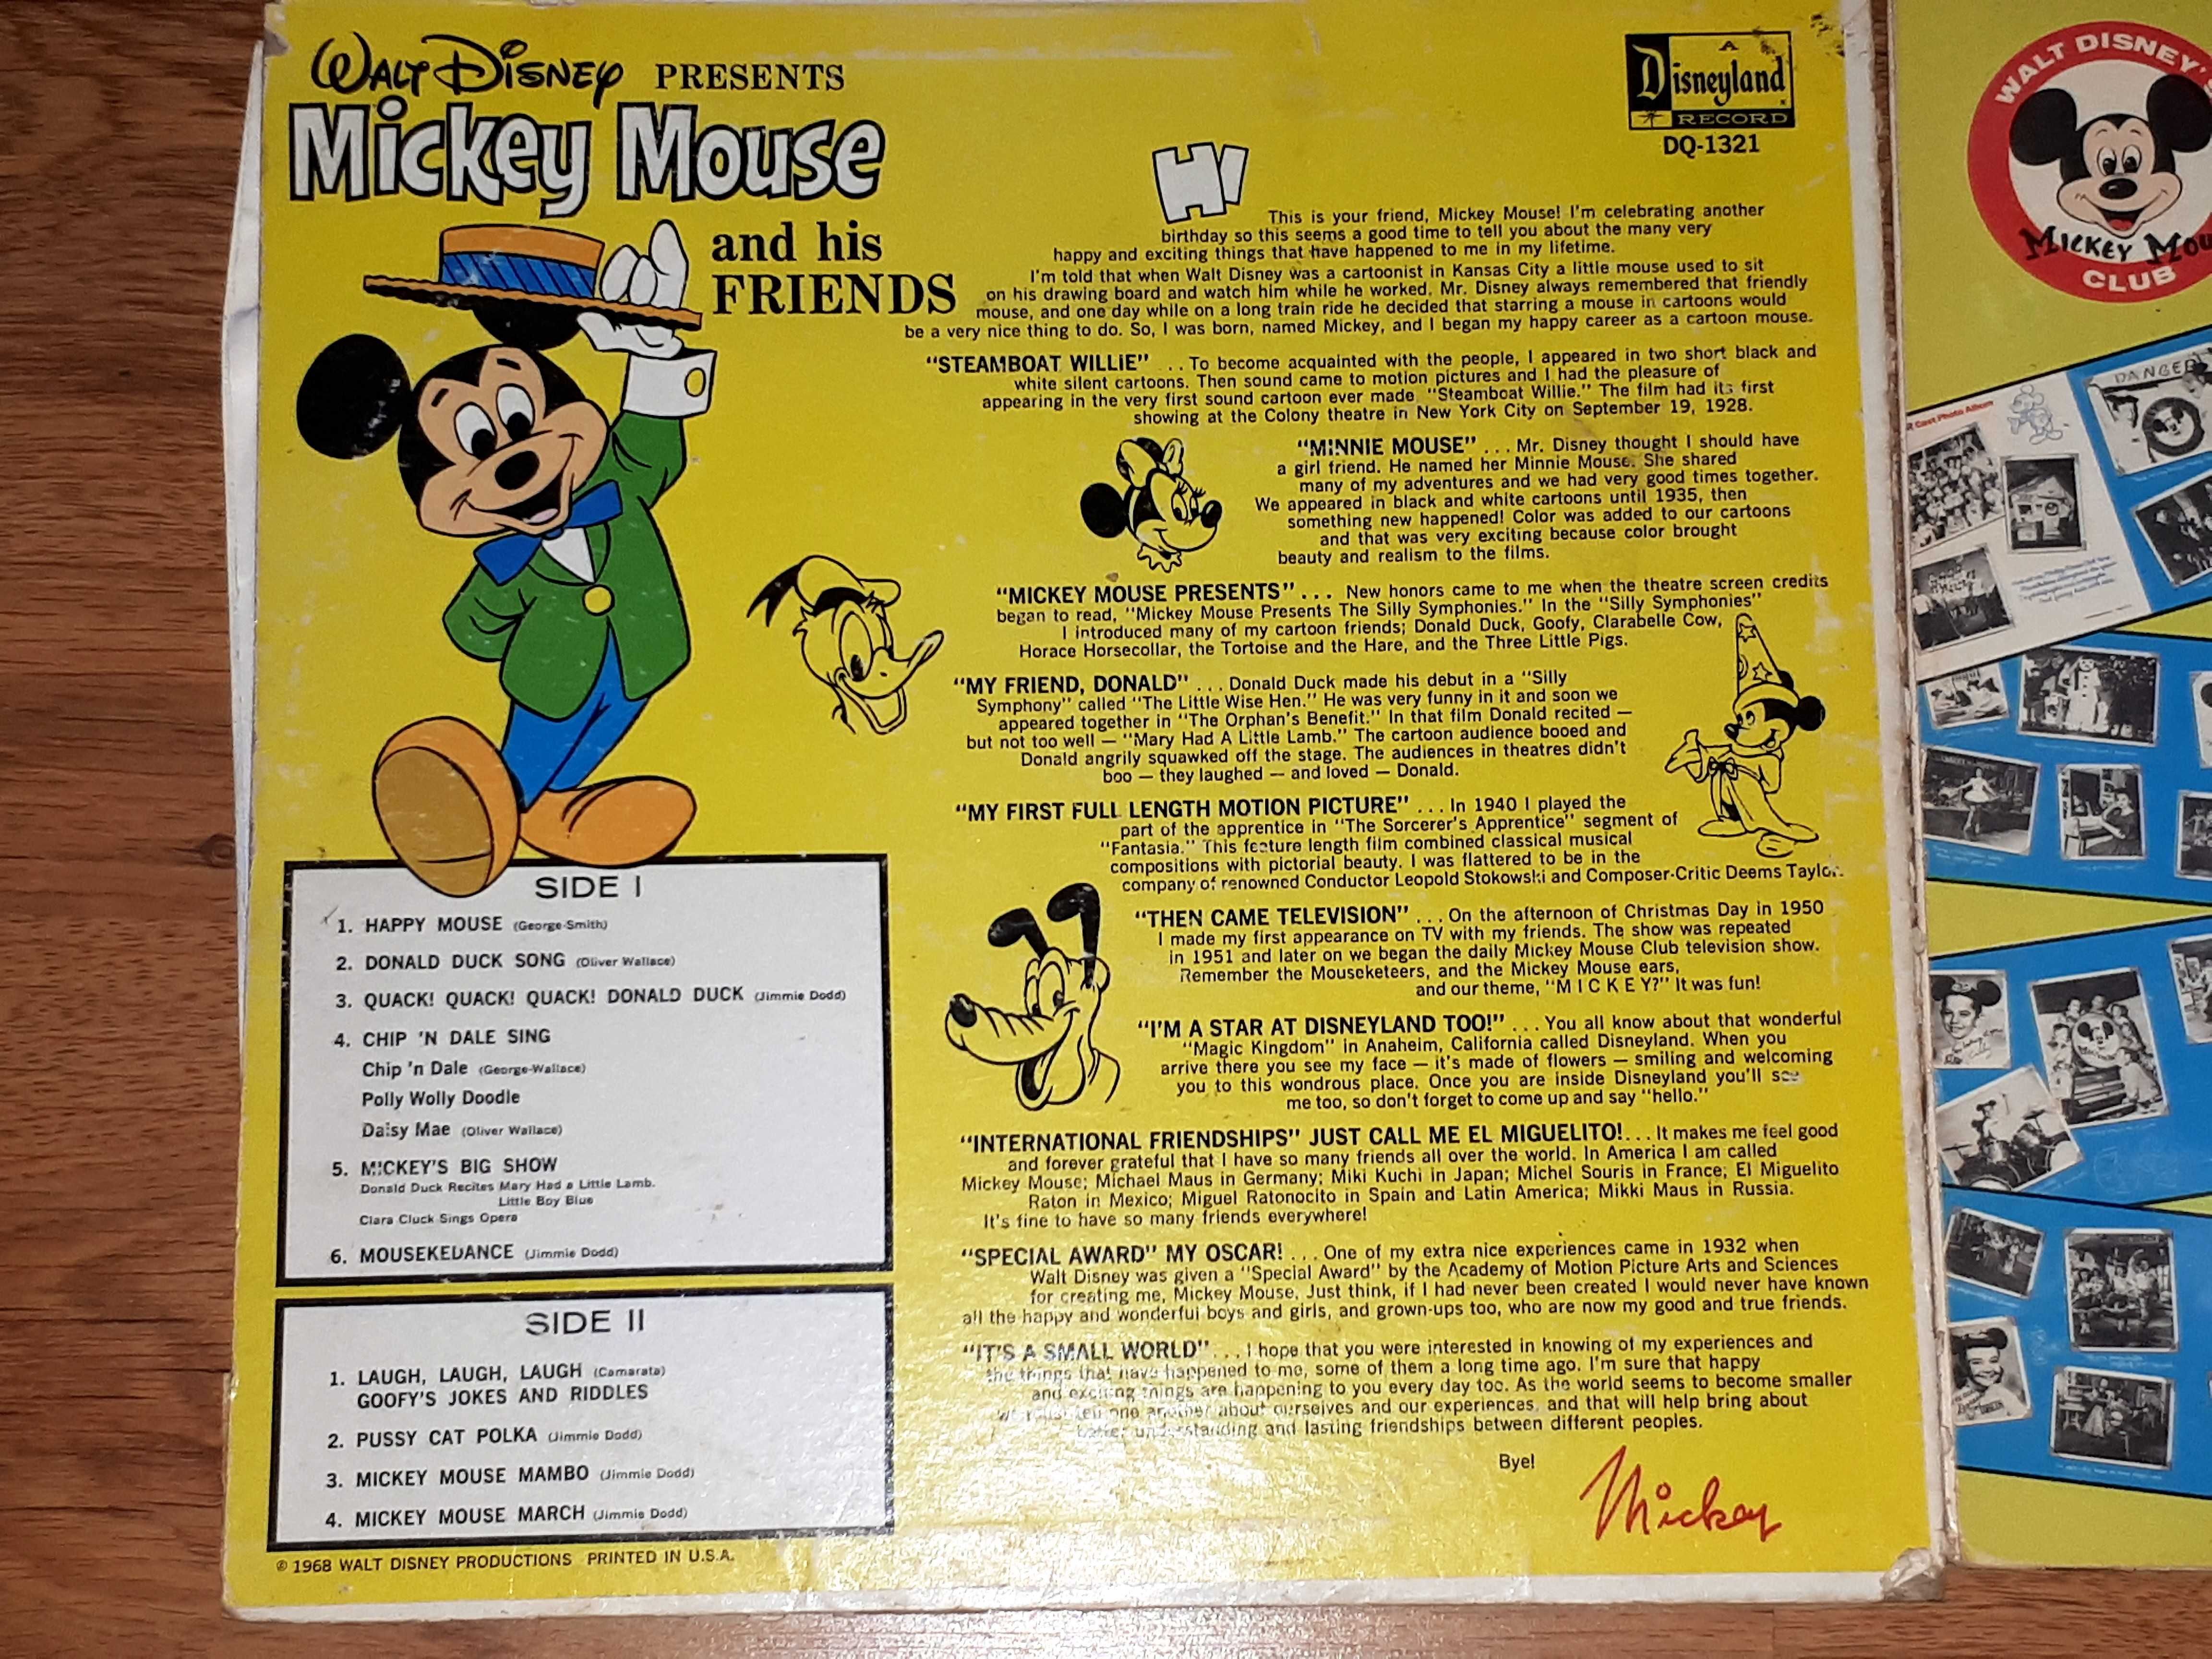 WALT DISNEY PRESENTS
Mickey Mouse
and his
FRIENDS
A
Disneyland
RECORD
DQ-1321
HI
This is your friend, Mickey Mouse! I'm celebrating another
birthday so this seems a good time to tell you about the many very
happy and exciting things that have happened to me in my lifetime.
I'm told that when Walt Disney was a cartoonist in Kansas City a little mouse used to sit
on his drawing board and watch him while he worked. Mr. Disney always remembered that friendly
mouse, and one day while on a long train ride he decided that starring a mouse in cartoons would
be a very nice thing to do. So, I was born, named Mickey, and I began my happy career as a cartoon mouse.
"STEAMBOAT WILLIE" ... To become acquainted with the people, I appeared in two short black and
white silent cartoons. Then sound came to motion pictures and I had the pleasure of
appearing in the very first sound cartoon ever made "Steamboat Willie." The film had its first
showing at the Colony theatre in New York City on September 19, 1928.
"MINNIE MOUSE" ... Mr. Disney thought I should have
a girl friend. He named her Minnie Mouse. She shared
many of my adventures and we had very good times together.
We appeared in black and white cartoons until 1935, then
something new happened! Color was added to our cartoons
and that was very exciting because color brought
beauty and realism to the films.
"MICKEY MOUSE PRESENTS" ... New honors came to me when the theatre screen credits
began to read, "Mickey Mouse Presents The Silly Symphonies." In the "Silly Symphonies"
I introduced many of my cartoon friends; Donald Duck, Goofy, Clarabelle Cow,
Horace Horsecollar, the Tortoise and the Hare, and the Three Little Pigs.
"MY FRIEND, DONALD" ... Donald Duck made his debut in a "Silly
Symphony" called "The Little Wise Hen." He was very funny in it and soon we
appeared together in "The Orphan's Benefit." In that film Donald recited —
but not too well — "Mary Had A Little Lamb." The cartoon audience booed and
Donald angrily squawked off the stage. The audiences in theatres didn't
boo — they laughed — and loved — Donald.
"MY FIRST FULL LENGTH MOTION PICTURE" ... In 1940 I played the
part of the apprentice in "The Sorcerer's Apprentice" segment of
"Fantasia." This feature length film combined classical musical
compositions with pictorial beauty. I was flattered to be in the
company of renowned Conductor Leopold Stokowski and Composer-Critic Deems Taylor.
"THEN CAME TELEVISION" ... On the afternoon of Christmas Day in 1950
I made my first appearance on TV with my friends. The show was repeated
in 1951 and later on we began the daily Mickey Mouse Club television show.
Remember the Mouseketeers, and the Mickey Mouse ears,
and our theme, "M I C K E Y?" It was fun!
"I'M A STAR AT DISNEYLAND TOO!" ... You all know about that wonderful
"Magic Kingdom" in Anaheim, California called Disneyland. When you
arrive there you see my face — it's made of flowers — smiling and welcoming
you to this wondrous place. Once you are inside Disneyland you'll see
me too, so don't forget to come up and say "hello."
"INTERNATIONAL FRIENDSHIPS" JUST CALL ME EL MIGUELITO! ... It makes me feel good
and forever grateful that I have so many friends all over the world. In America I am called
Mickey Mouse; Michael Maus in Germany; Miki Kuchi in Japan; Michel Souris in France; El Miguelito
Raton in Mexico; Miguel Ratonocito in Spain and Latin America; Mikki Maus in Russia.
It's fine to have so many friends everywhere!
"SPECIAL AWARD" MY OSCAR! ... One of my extra nice experiences came in 1932 when
Walt Disney was given a "Special Award" by the Academy of Motion Picture Arts and Sciences
for creating me, Mickey Mouse. Just think, if I had never been created I would never have known
all the happy and wonderful boys and girls, and grown-ups too, who are now my good and true friends.
"IT'S A SMALL WORLD" ... I hope that you were interested in knowing of my experiences and
the things that have happened to me, some of them a long time ago. I'm sure that happy
and exciting things are happening to you every day too. As the world seems to become smaller
one another about ourselves and our experiences, and that will help bring about
better understanding and lasting friendships between different peoples.
Bye!
Mickey
SIDE I
1. HAPPY MOUSE (George-Smith)
2. DONALD DUCK SONG (Oliver Wallace)
3. QUACK! QUACK! QUACK! DONALD DUCK (Jimmie Dodd)
4. CHIP 'N DALE SING
Chip 'n Dale (George-Wallace)
Polly Wolly Doodle
Daisy Mae (Oliver Wallace)
5. MICKEY'S BIG SHOW
Donald Duck Recites Mary Had a Little Lamb.
Little Boy Blue
Clara Cluck Sings Opera
6. MOUSEKEDANCE (Jimmie Dodd)
SIDE II
1. LAUGH, LAUGH, LAUGH (Camarata)
GOOFY'S JOKES AND RIDDLES
2. PUSSY CAT POLKA (Jimmie Dodd)
3. MICKEY MOUSE MAMBO (Jimmie Dodd)
4. MICKEY MOUSE MARCH (Jimmie Dodd)
© 1968 WALT DISNEY PRODUCTIONS PRINTED IN U.S.A.
WALT DISNEY'S
MICKEY MOU
CLUB
Cast Photo Album
DANGER